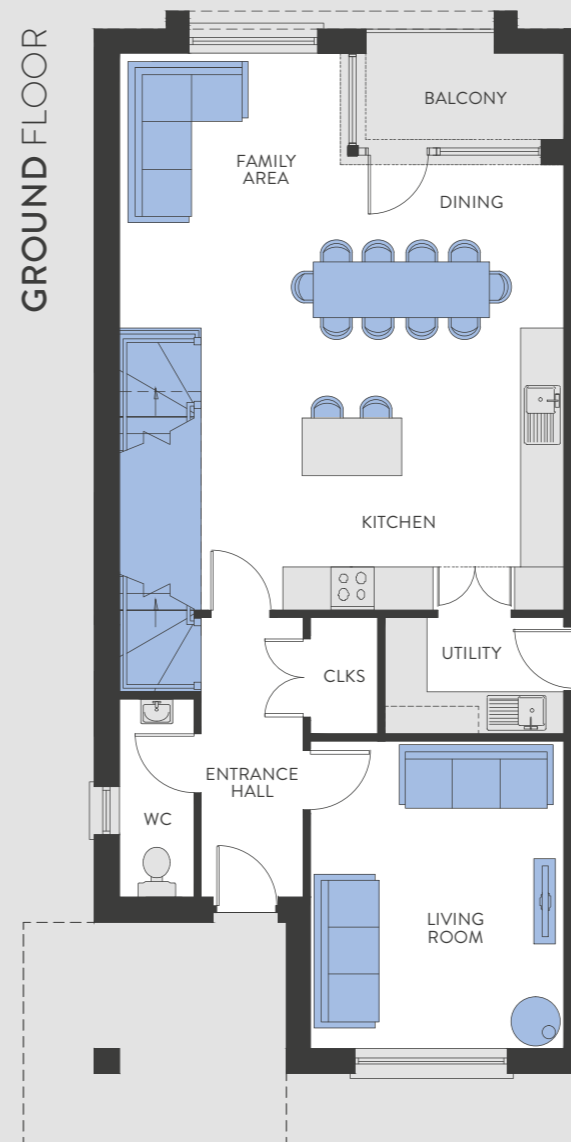 GROUND FLOOR
BALCONY
FAMILY
AREA
DINING
KITCHEN
UTILITY
CLKS
ENTRANCE
HALL
WC
LIVING
ROOM